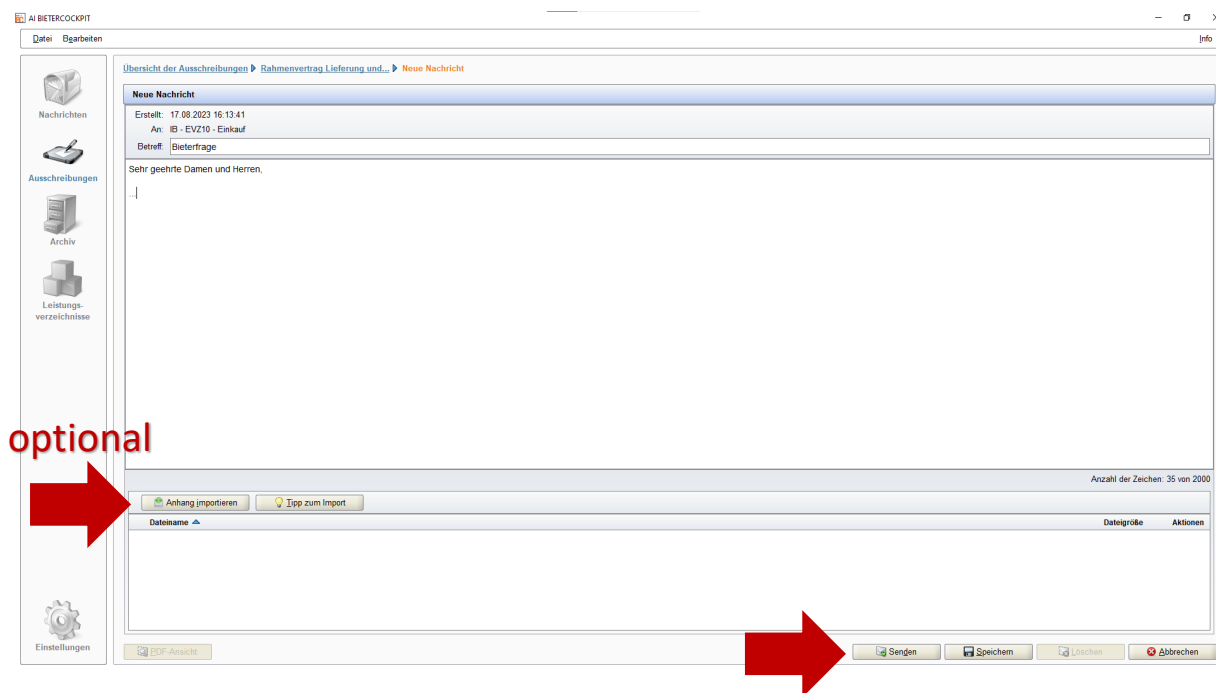 AI BIETERCOCKPIT
Datei Bearbeiten Info
Übersicht der Ausschreibungen Rahmenvertrag Lieferung und... Neue Nachricht
Neue Nachricht
Erstellt: 17.08.2023 16:13:41
An: IB - EVZ10 - Einkauf
Betreff: Bieterfrage
Sehr geehrte Damen und Herren,
...
Nachrichten
Ausschreibungen
Archiv
Leistungs-
verzeichnisse
optional
Anzahl der Zeichen: 35 von 2000
Anhang importieren Tipp zum Import
Dateiname Dateigröße Aktionen
Einstellungen
PDF-Ansicht Senden Speichern Löschen Abbrechen